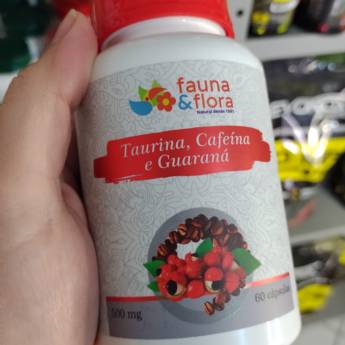 fauna
&flora
Taurina, Cafeína
e Guaraná
500 mg
60 cápsulas